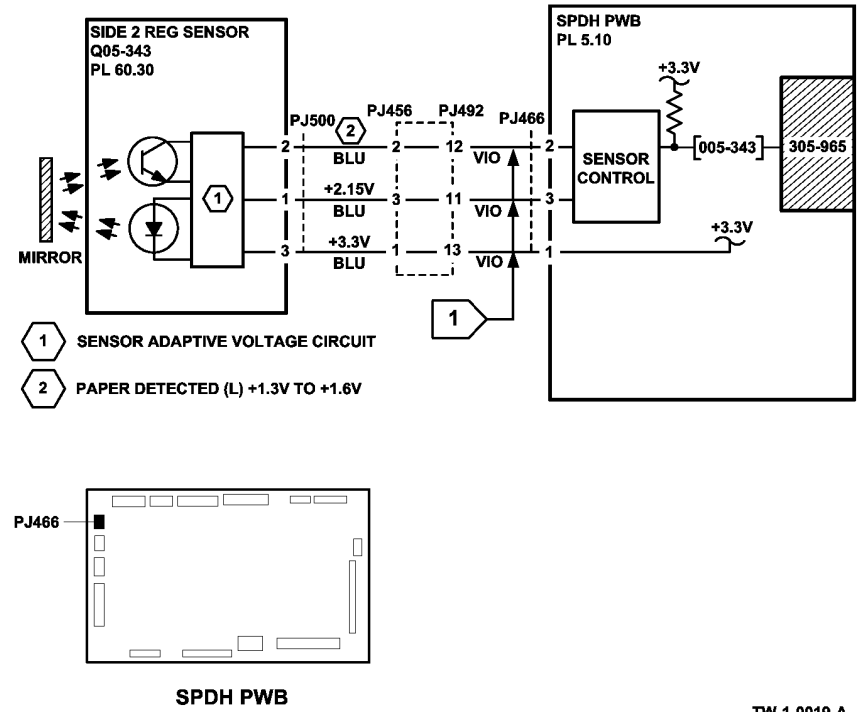 SIDE 2 REG SENSOR
Q05-343
PL 60.30
SPDH PWB
PL 5.10
+3.3V
PJ500
2
PJ456
PJ492
PJ466
2
BLU
2
12
VIO
2
SENSOR
CONTROL
005-343
305-965
1
1
+2.15V
BLU
3
11
VIO
3
3
+3.3V
BLU
1
13
VIO
1
+3.3V
MIRROR
1
1 SENSOR ADAPTIVE VOLTAGE CIRCUIT
2 PAPER DETECTED (L) +1.3V TO +1.6V
PJ466
SPDH PWB